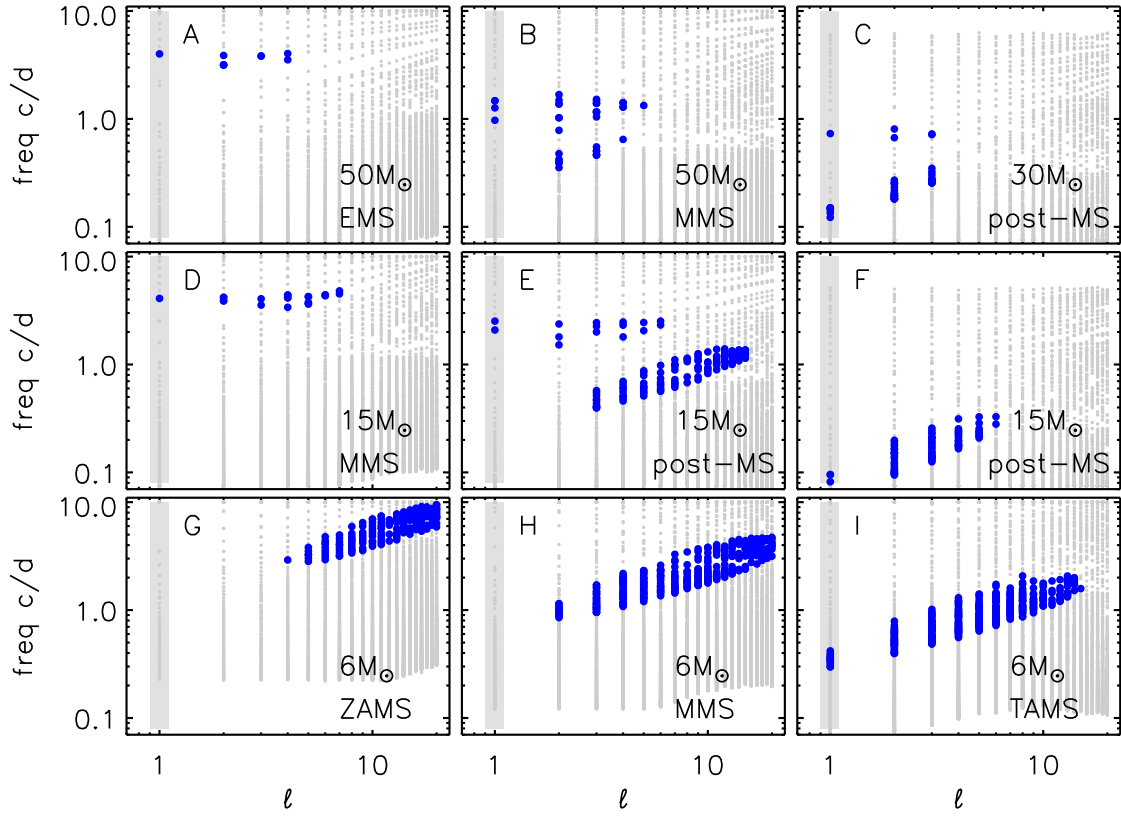 freq c/d
10.0
1.0
0.1
A
50M⊙
EMS
B
50M⊙
MMS
C
30M⊙
post−MS
freq c/d
10.0
1.0
0.1
D
15M⊙
MMS
E
15M⊙
post−MS
F
15M⊙
post−MS
freq c/d
10.0
1.0
0.1
G
6M⊙
ZAMS
H
6M⊙
MMS
I
6M⊙
TAMS
1 10
1 10
1 10
ℓ
ℓ
ℓ